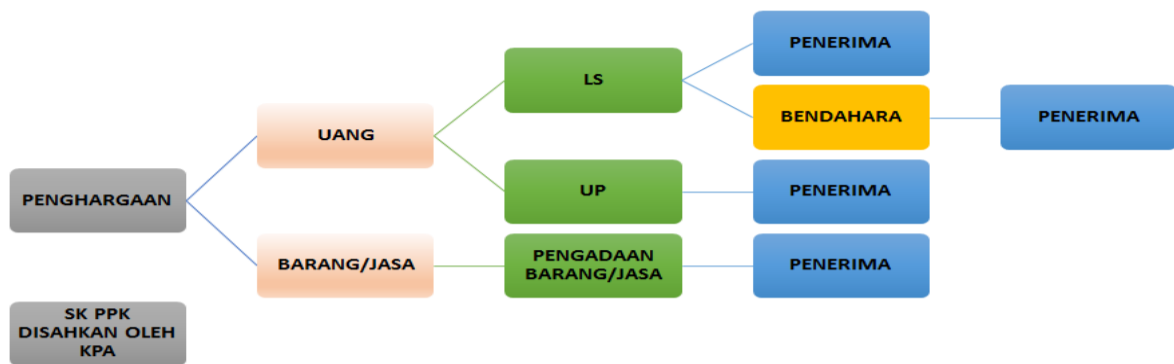 PENGHARGAAN
UANG
LS
PENERIMA
BENDAHARA
PENERIMA
UP
PENERIMA
BARANG/JASA
PENGADAAN
BARANG/JASA
PENERIMA
SK PPK
DISAHKAN OLEH
KPA